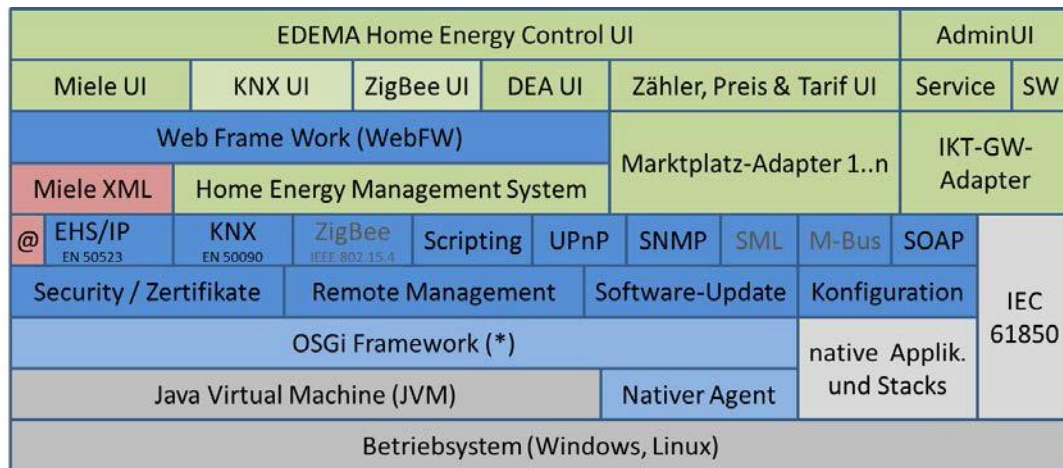 EDEMA Home Energy Control UI
AdminUI
Miele UI
KNX UI
ZigBee UI
DEA UI
Zähler, Preis & Tarif UI
Service
SW
Web Frame Work (WebFW)
Marktplatz-Adapter 1..n
IKT-GW-
Adapter
Miele XML
Home Energy Management System
@
EHS/IP
EN 50523
KNX
EN 50090
ZigBee
IEEE 802.15.4
Scripting
UPnP
SNMP
SML
M-Bus
SOAP
IEC
61850
Security / Zertifikate
Remote Management
Software-Update
Konfiguration
OSGi Framework (*)
native Applik.
und Stacks
Java Virtual Machine (JVM)
Nativer Agent
Betriebsystem (Windows, Linux)